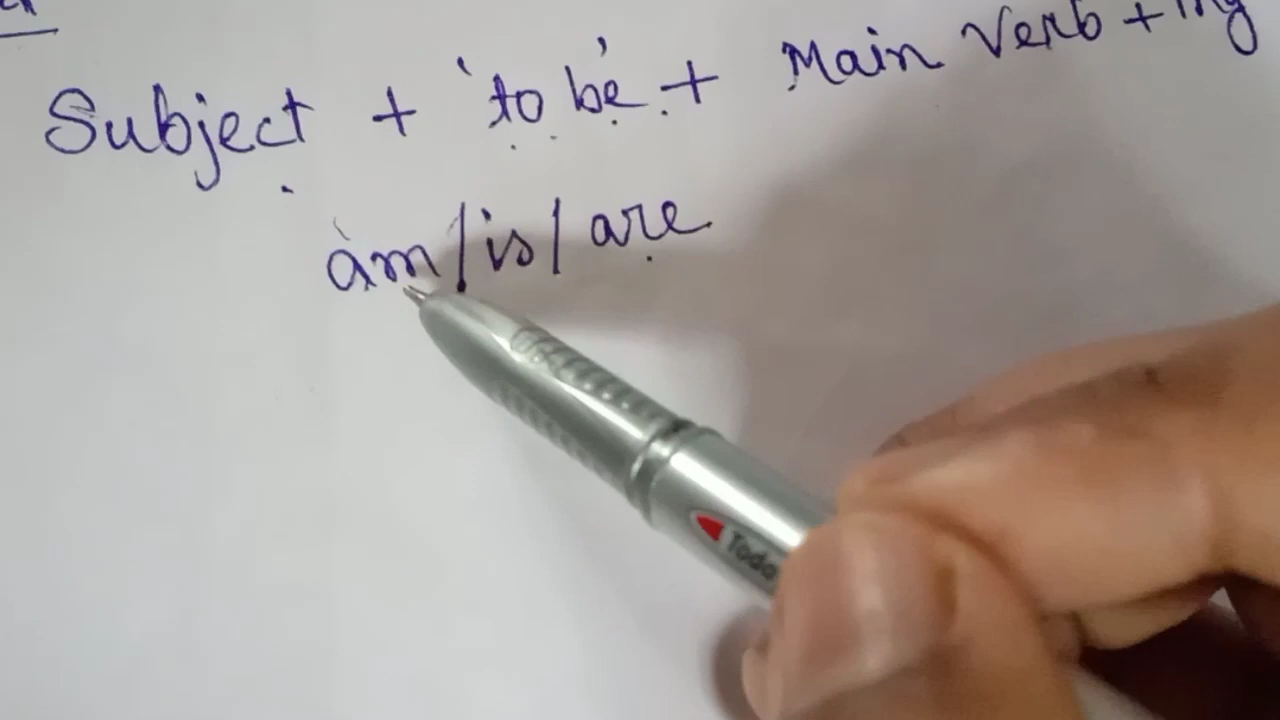 Subject + 'to be' + Main Verb + ing
am/is/are